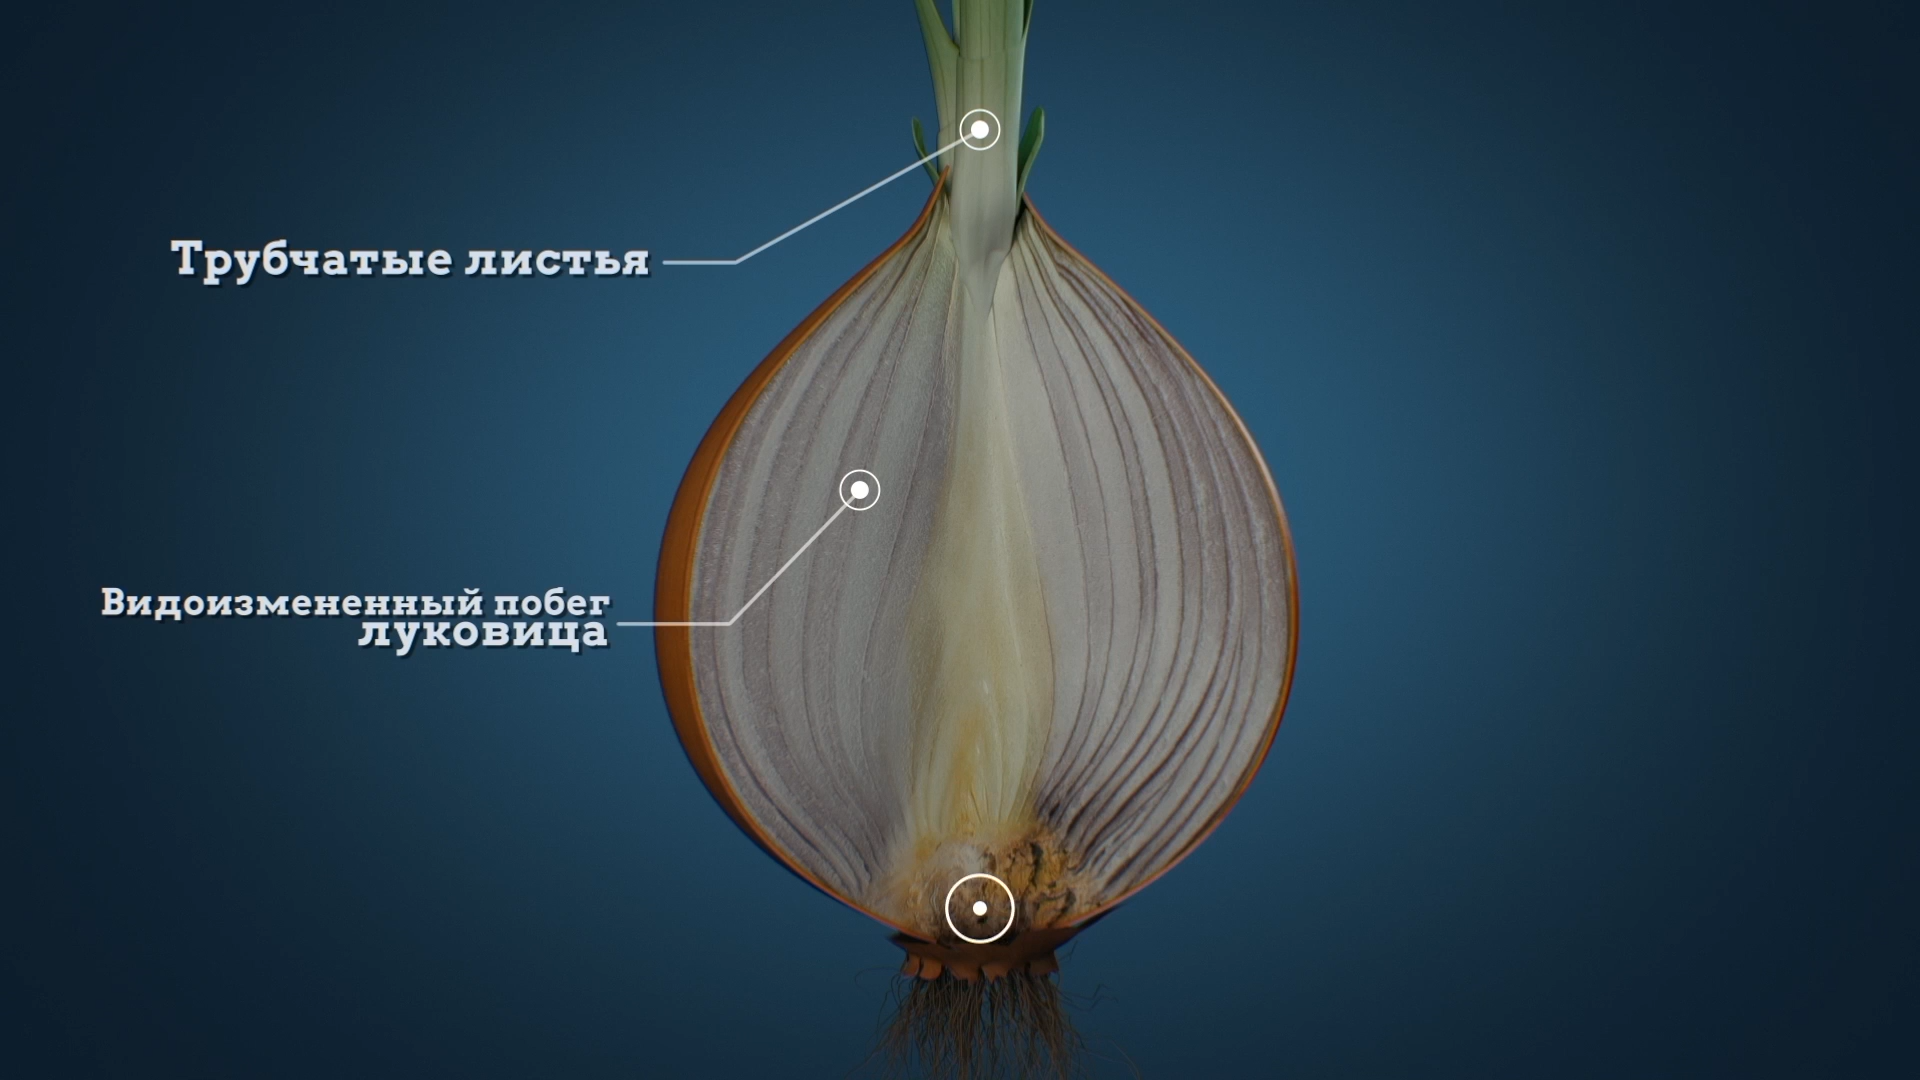 Трубчатые листья
Видоизмененный побег
луковица